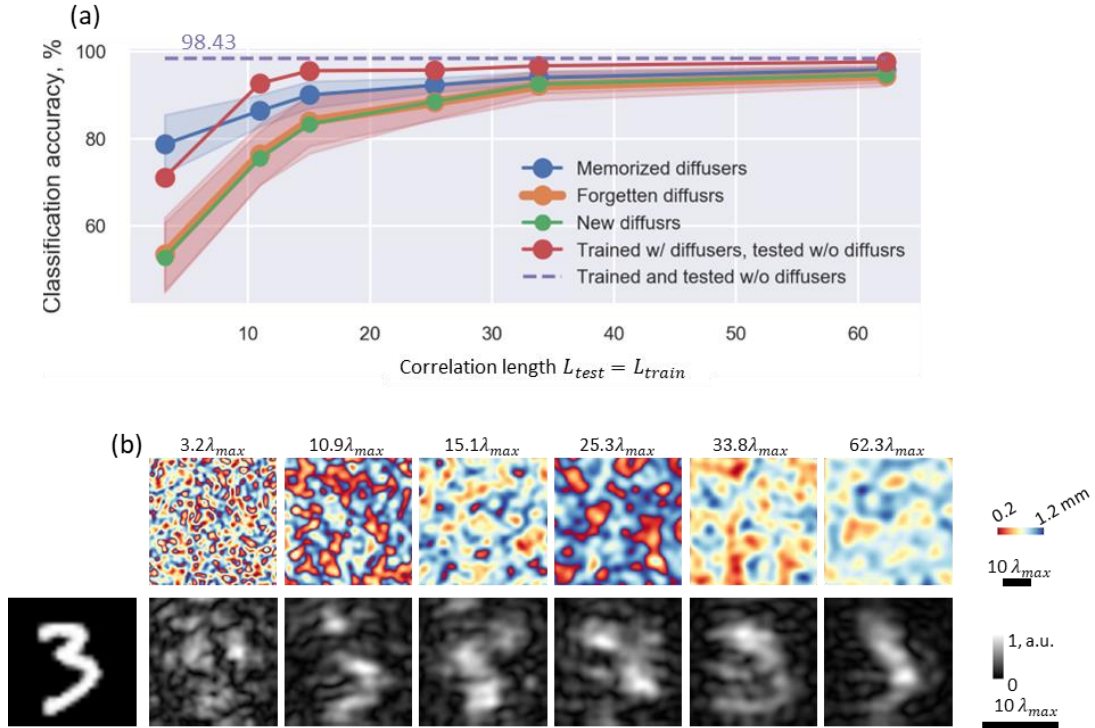 (a)
98.43
100
80
60
Classification accuracy, %
Memorized diffusers
Forgetten diffusrs
New diffusrs
Trained w/ diffusers, tested w/o diffusrs
Trained and tested w/o diffusers
10 20 30 40 50 60
Correlation length L_test = L_train
(b)
3.2λ_max 10.9λ_max 15.1λ_max 25.3λ_max 33.8λ_max 62.3λ_max
0.2 1.2 mm
10 λ_max
1, a.u.
0
10 λ_max